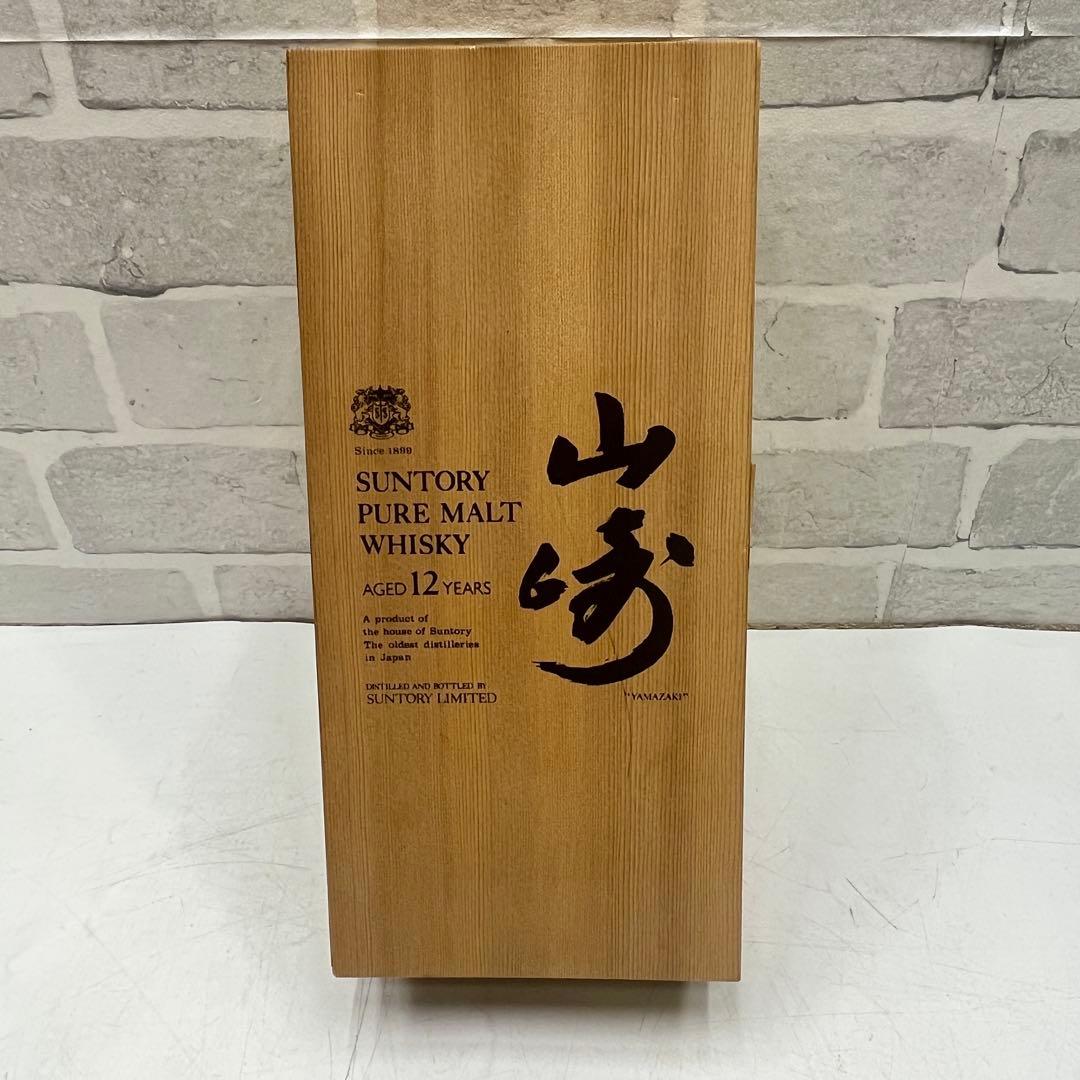 Since 1899
SUNTORY
PURE MALT
WHISKY
AGED 12 YEARS
A product of
the house of Suntory
The oldest distilleries
in Japan
DISTILLED AND BOTTLED BY
SUNTORY LIMITED
山崎
"YAMAZAKI"